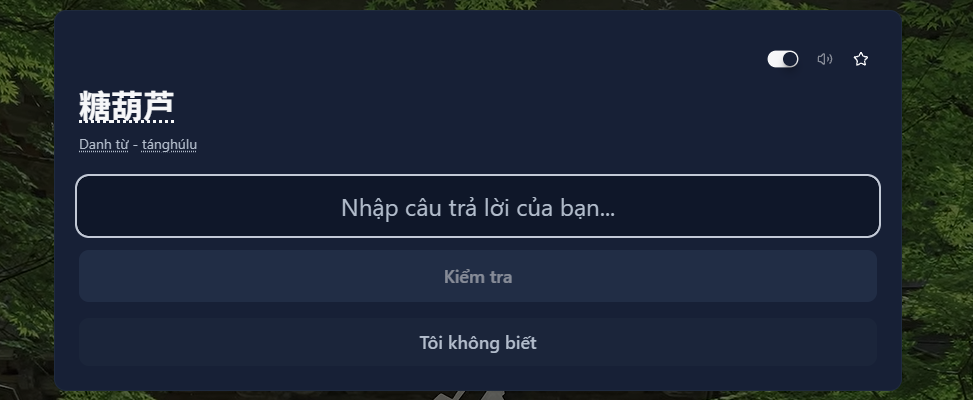 糖葫芦
Danh từ - tánghúlu
Nhập câu trả lời của bạn...
Kiểm tra
Tôi không biết